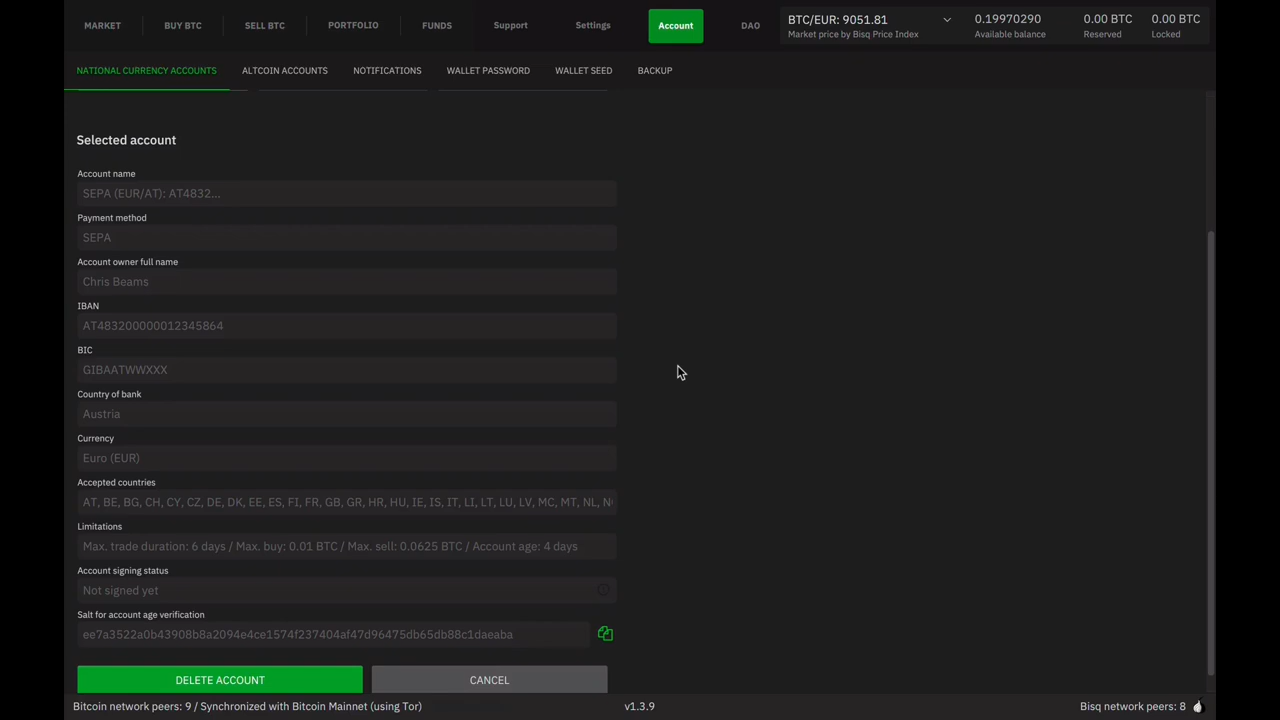 MARKET BUY BTC SELL BTC PORTFOLIO FUNDS Support Settings Account DAO BTC/EUR: 9051.81 0.19970290 0.00 BTC 0.00 BTC
Market price by Bisq Price Index Available balance Reserved Locked
NATIONAL CURRENCY ACCOUNTS ALTCOIN ACCOUNTS NOTIFICATIONS WALLET PASSWORD WALLET SEED BACKUP
Selected account
Account name
SEPA (EUR/AT): AT4832...
Payment method
SEPA
Account owner full name
Chris Beams
IBAN
AT483200000012345864
BIC
GIBAATWWXXX
Country of bank
Austria
Currency
Euro (EUR)
Accepted countries
AT, BE, BG, CH, CY, CZ, DE, DK, EE, ES, FI, FR, GB, GR, HR, HU, IE, IS, IT, LI, LT, LU, LV, MC, MT, NL,
Limitations
Max. trade duration: 6 days / Max. buy: 0.01 BTC / Max. sell: 0.0625 BTC / Account age: 4 days
Account signing status
Not signed yet
Salt for account age verification
ee7a3522a0b43908b8a2094e4ce1574f237404af47d96475db65db88c1daeaba
DELETE ACCOUNT CANCEL
Bitcoin network peers: 9 / Synchronized with Bitcoin Mainnet (using Tor) v1.3.9 Bisq network peers: 8